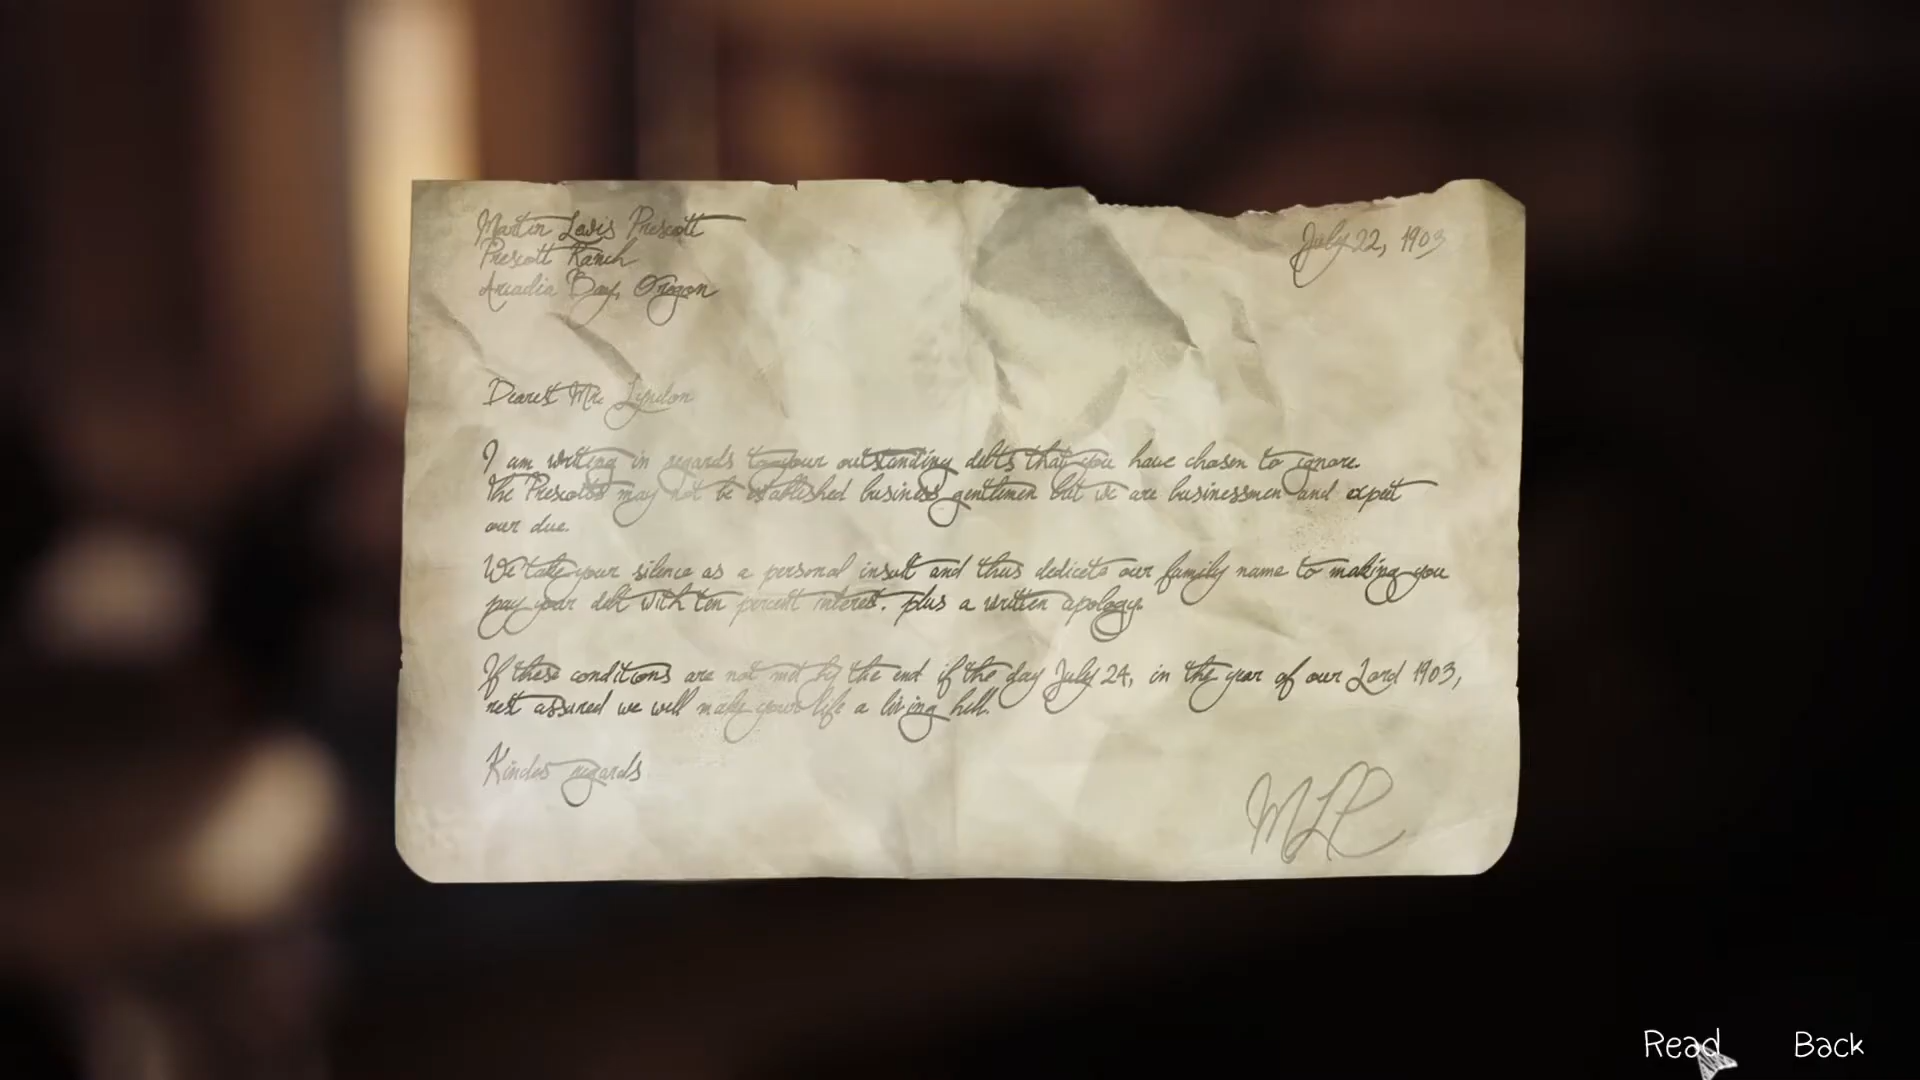 Martin Lewis Prescott
Prescott Ranch
Arcadia Bay, Oregon
July 22, 1903
Dearest Mr. Lyndon
I am writing in regards to your outstanding debts that you have chosen to ignore.
The Prescotts may not be established business gentlemen but we are businessmen and expect
our due.
We take your silence as a personal insult and thus dedicate our family name to making you
pay your debt with ten percent interest, plus a written apology.
If these conditions are not met by the end if the day July 24, in the year of our Lord 1903,
rest assured we will make your life a living hell.
Kindes regards
MLP
Read
Back